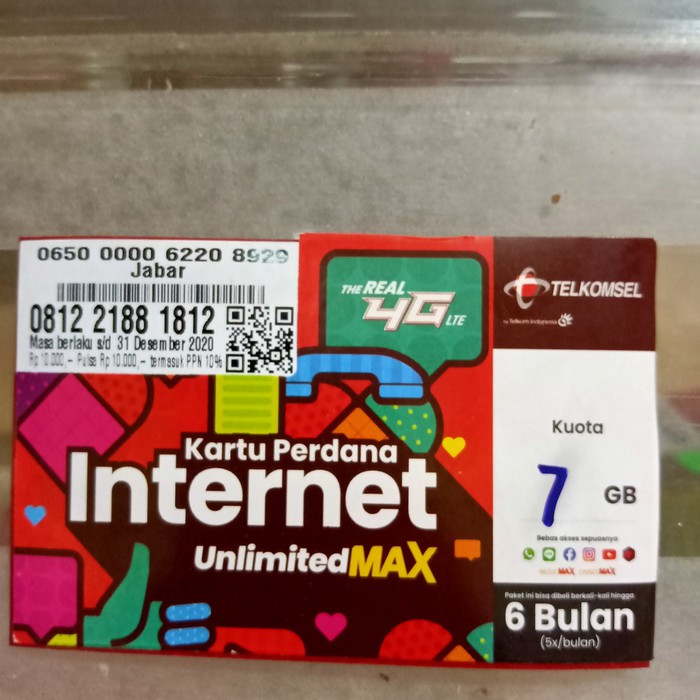 0650 0000 6220 8929
Jabar
0812 2188 1812
Masa berlaku s/d 31 Desember 2020
Rp 10.000,- Pulsa Rp 10.000,- termasuk PPN 10%
THE REAL
4G LTE
TELKOMSEL
by Telkom Indonesia
Kartu Perdana
Internet
UnlimitedMAX
Kuota
7 GB
Bebas akses sepuasnya
MAX MAX
Paket ini bisa dibeli berkali-kali hingga
6 Bulan
(5x/bulan)